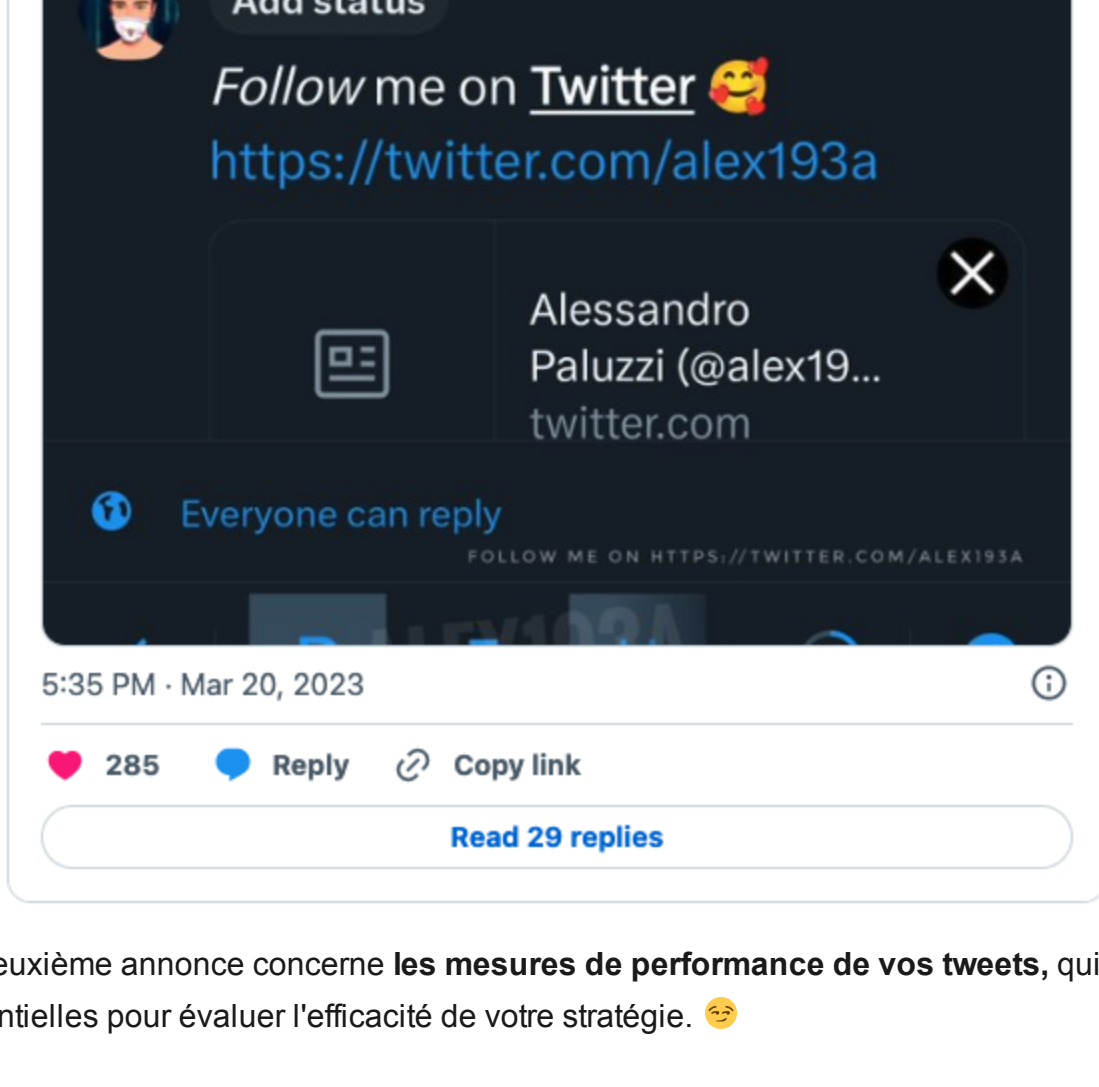 Add status
Follow me on Twitter 🥰
https://twitter.com/alex193a
Alessandro
Paluzzi (@alex19...
twitter.com
Everyone can reply
FOLLOW ME ON HTTPS://TWITTER.COM/ALEX193A
ALEX193A
5:35 PM · Mar 20, 2023
285 Reply Copy link
Read 29 replies
euxième annonce concerne les mesures de performance de vos tweets, qui
ntielles pour évaluer l'efficacité de votre stratégie. 😏